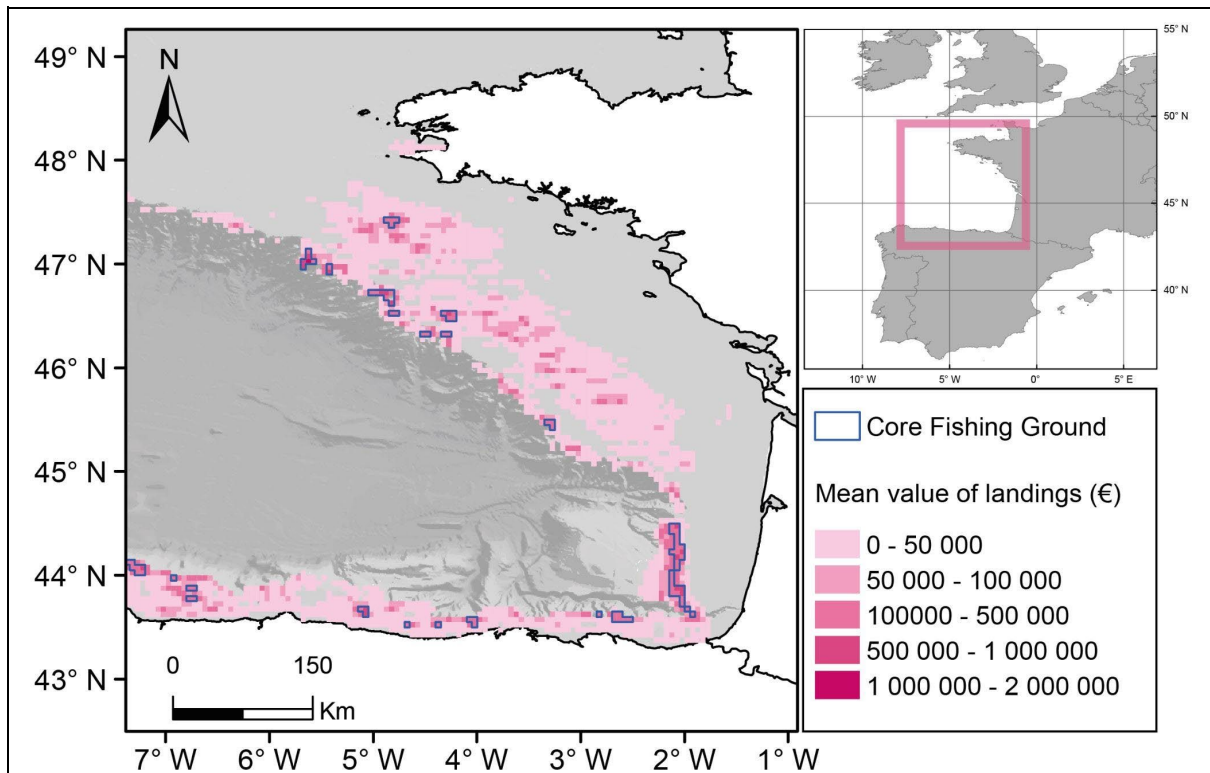 49° N
48° N
47° N
46° N
45° N
44° N
43° N
N
0 150
Km
7° W 6° W 5° W 4° W 3° W 2° W 1° W
55° N
50° N
45° N
40° N
10° W 5° W 0° 5° E
Core Fishing Ground
Mean value of landings (€)
0 - 50 000
50 000 - 100 000
100000 - 500 000
500 000 - 1 000 000
1 000 000 - 2 000 000